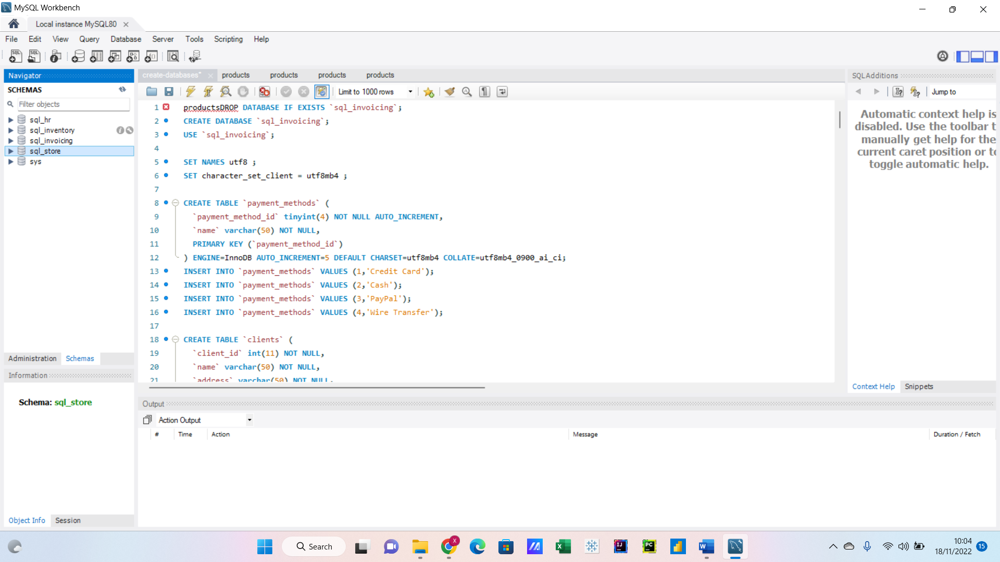 MySQL Workbench
Local instance MySQL80
File Edit View Query Database Server Tools Scripting Help
Navigator
SCHEMAS
Filter objects
sql_hr
sql_inventory
sql_invoicing
sql_store
sys
Administration Schemas
Information
Schema: sql_store
Object Info Session
create-databases* products products products products
Limit to 1000 rows
1 productsDROP DATABASE IF EXISTS `sql_invoicing`;
2 CREATE DATABASE `sql_invoicing`;
3 USE `sql_invoicing`;
4
5 SET NAMES utf8 ;
6 SET character_set_client = utf8mb4 ;
7
8 CREATE TABLE `payment_methods` (
9 `payment_method_id` tinyint(4) NOT NULL AUTO_INCREMENT,
10 `name` varchar(50) NOT NULL,
11 PRIMARY KEY (`payment_method_id`)
12 ) ENGINE=InnoDB AUTO_INCREMENT=5 DEFAULT CHARSET=utf8mb4 COLLATE=utf8mb4_0900_ai_ci;
13 INSERT INTO `payment_methods` VALUES (1,'Credit Card');
14 INSERT INTO `payment_methods` VALUES (2,'Cash');
15 INSERT INTO `payment_methods` VALUES (3,'PayPal');
16 INSERT INTO `payment_methods` VALUES (4,'Wire Transfer');
17
18 CREATE TABLE `clients` (
19 `client_id` int(11) NOT NULL,
20 `name` varchar(50) NOT NULL,
21 `address` varchar(50) NOT NULL,
SQLAdditions
Jump to
Automatic context help is
disabled. Use the toolbar t
manually get help for the
current caret position or to
toggle automatic help.
Context Help Snippets
Output
Action Output
# Time Action Message Duration / Fetch
Search
10:04
18/11/2022
15